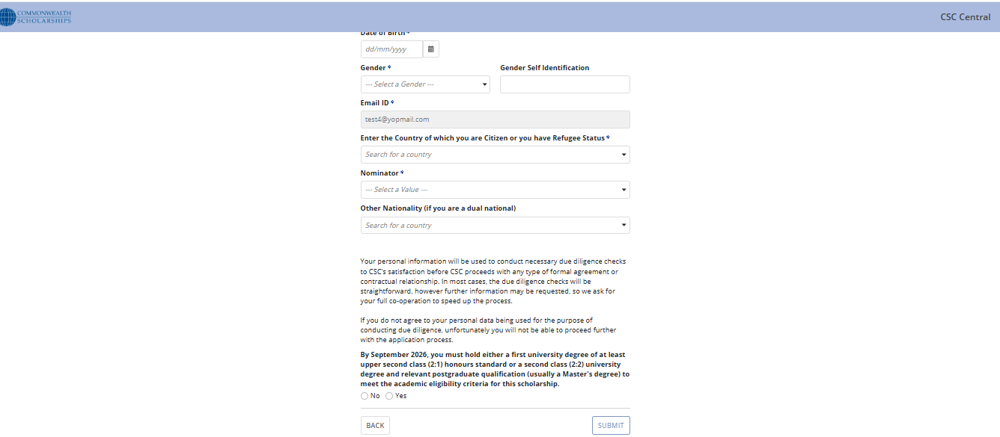 COMMONWEALTH
SCHOLARSHIPS
CSC Central
Date of Birth *
dd/mm/yyyy
Gender *
Gender Self Identification
--- Select a Gender ---
Email ID *
test4@yopmail.com
Enter the Country of which you are Citizen or you have Refugee Status *
Search for a country
Nominator *
--- Select a Value ---
Other Nationality (if you are a dual national)
Search for a country
Your personal information will be used to conduct necessary due diligence checks
to CSC's satisfaction before CSC proceeds with any type of formal agreement or
contractual relationship. In most cases, the due diligence checks will be
straightforward, however further information may be requested, so we ask for
your full co-operation to speed up the process.
If you do not agree to your personal data being used for the purpose of
conducting due diligence, unfortunately you will not be able to proceed further
with the application process.
By September 2026, you must hold either a first university degree of at least
upper second class (2:1) honours standard or a second class (2:2) university
degree and relevant postgraduate qualification (usually a Master's degree) to
meet the academic eligibility criteria for this scholarship.
No Yes
BACK
SUBMIT